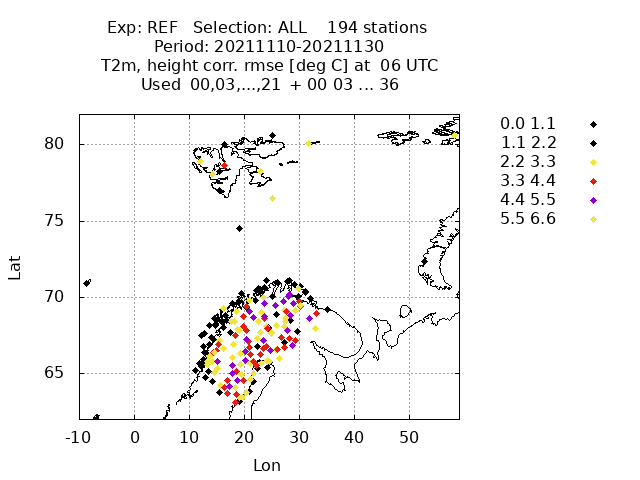 Exp: REF Selection: ALL 194 stations
Period: 20211110-20211130
T2m, height corr. rmse [deg C] at 06 UTC
Used 00,03,...,21 + 00 03 ... 36
0.0 1.1
1.1 2.2
2.2 3.3
3.3 4.4
4.4 5.5
5.5 6.6
80
75
70
65
Lat
-10 0 10 20 30 40 50
Lon